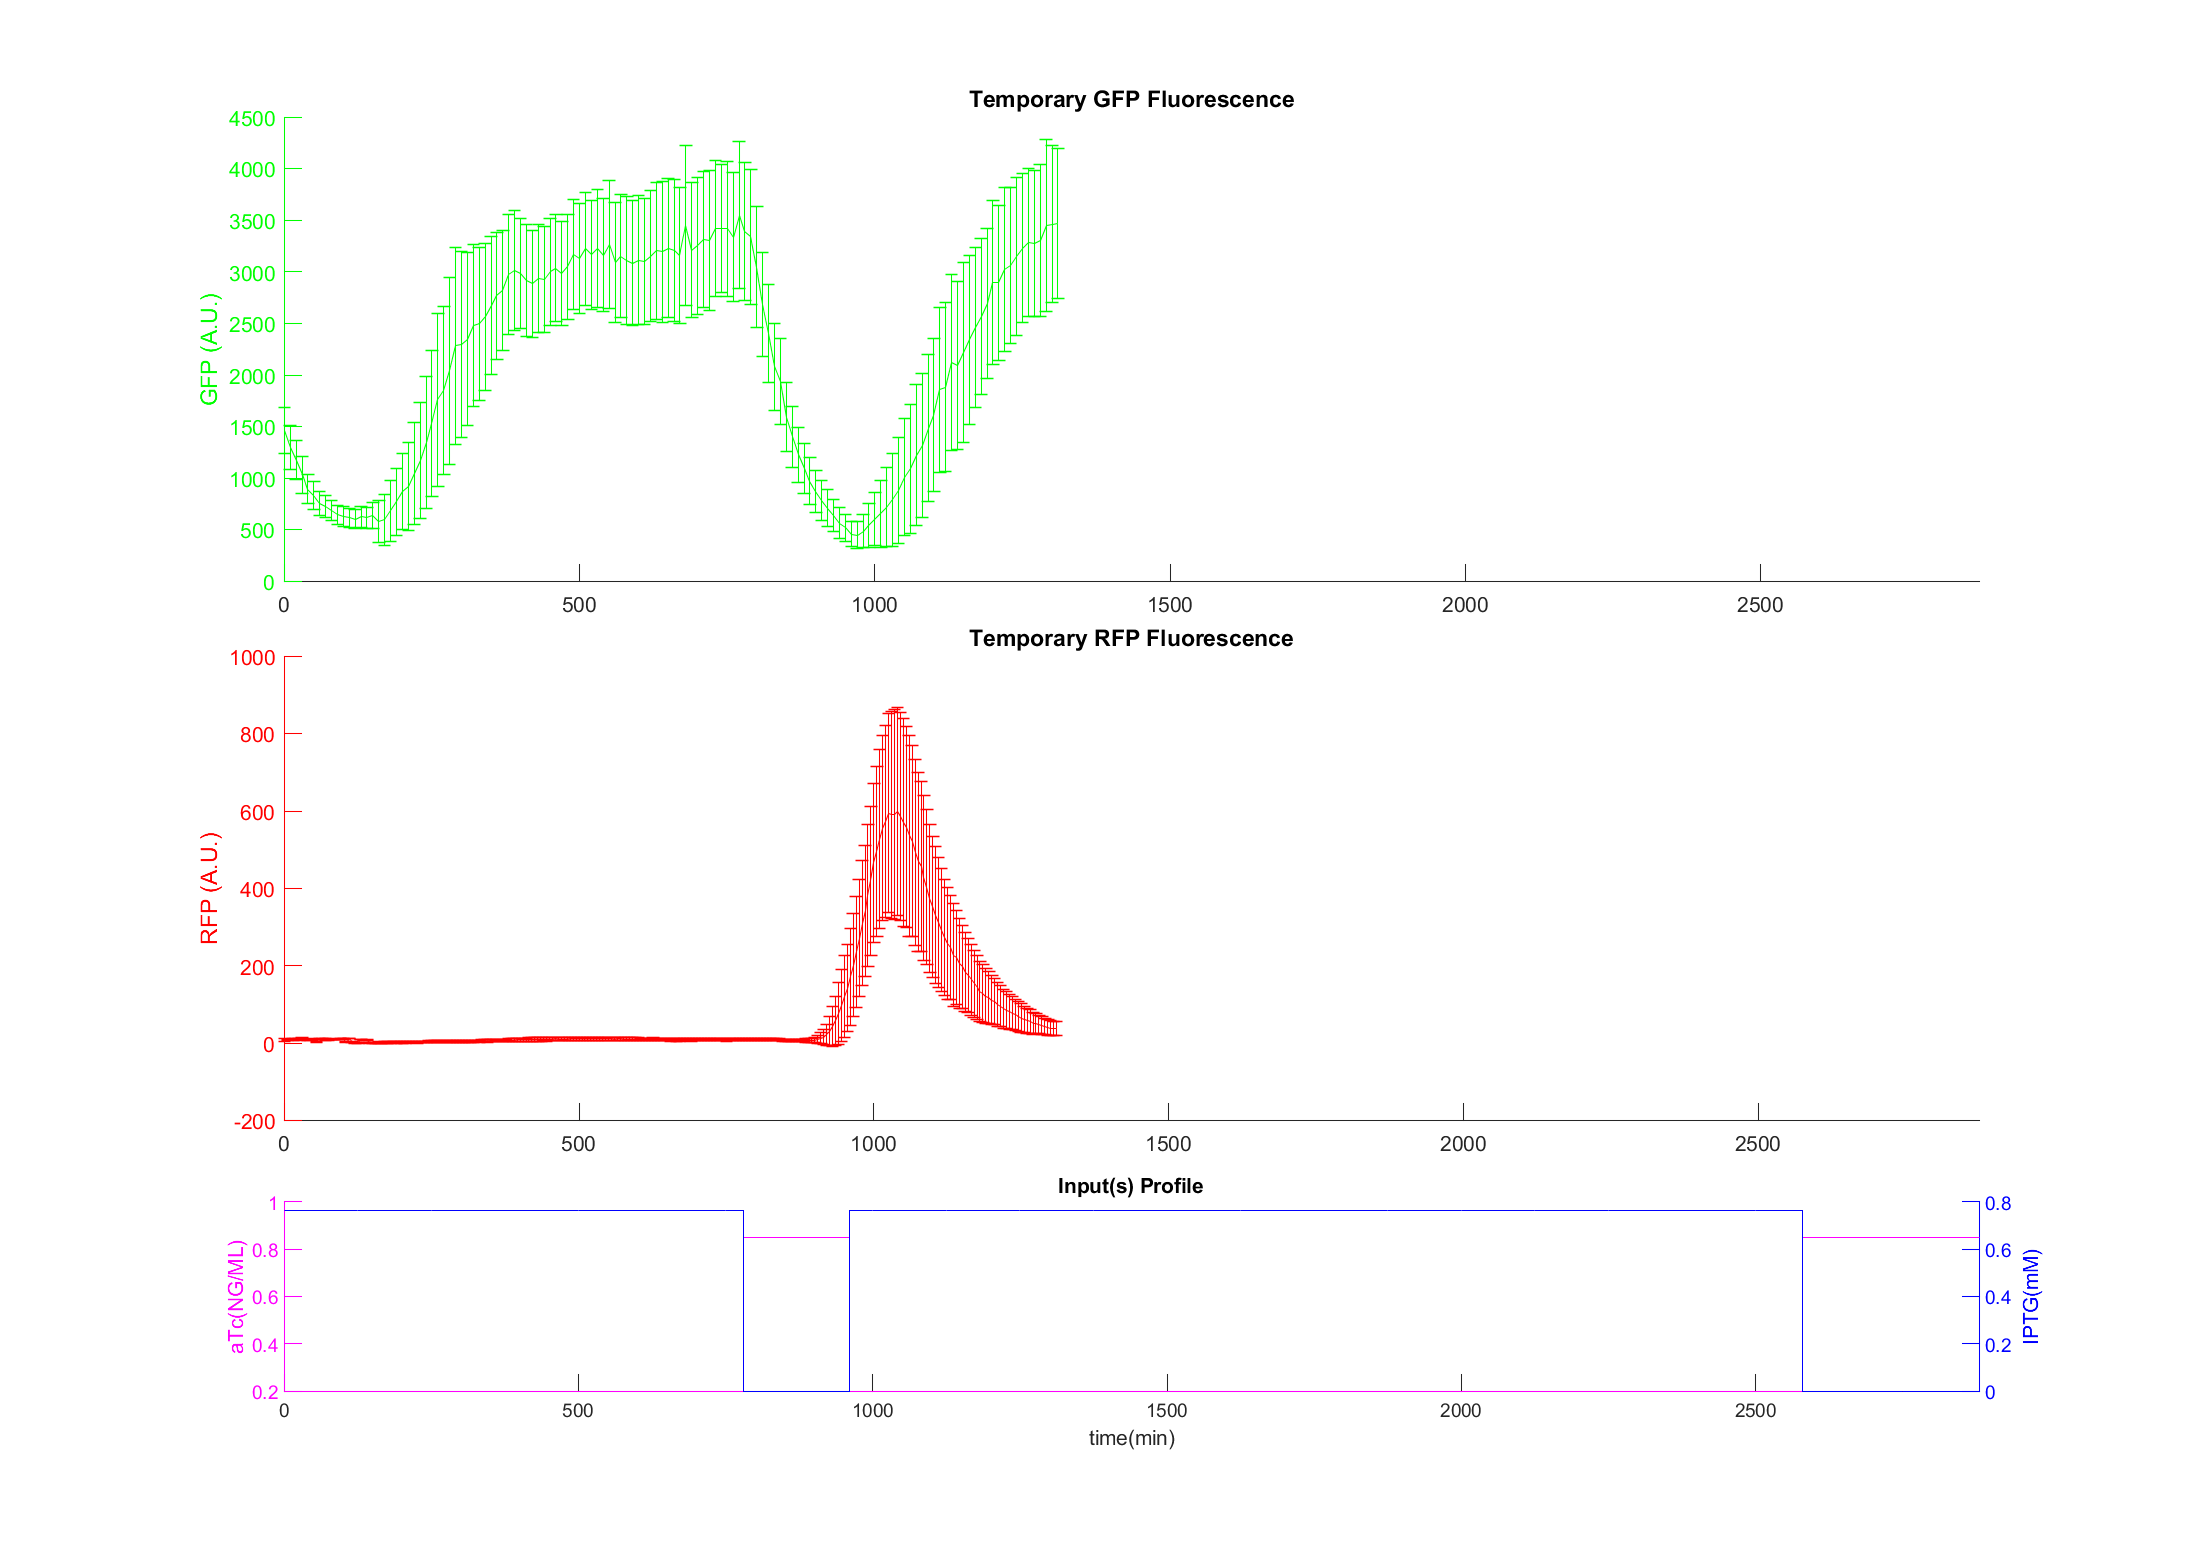 Temporary GFP Fluorescence
4500
4000
3500
3000
2500
2000
1500
1000
500
0
GFP (A.U.)
0 500 1000 1500 2000 2500
Temporary RFP Fluorescence
1000
800
600
400
200
0
-200
RFP (A.U.)
0 500 1000 1500 2000 2500
Input(s) Profile
1
0.8
0.6
0.4
0.2
aTc(NG/ML)
0.8
0.6
0.4
0.2
0
IPTG(mM)
0 500 1000 1500 2000 2500
time(min)